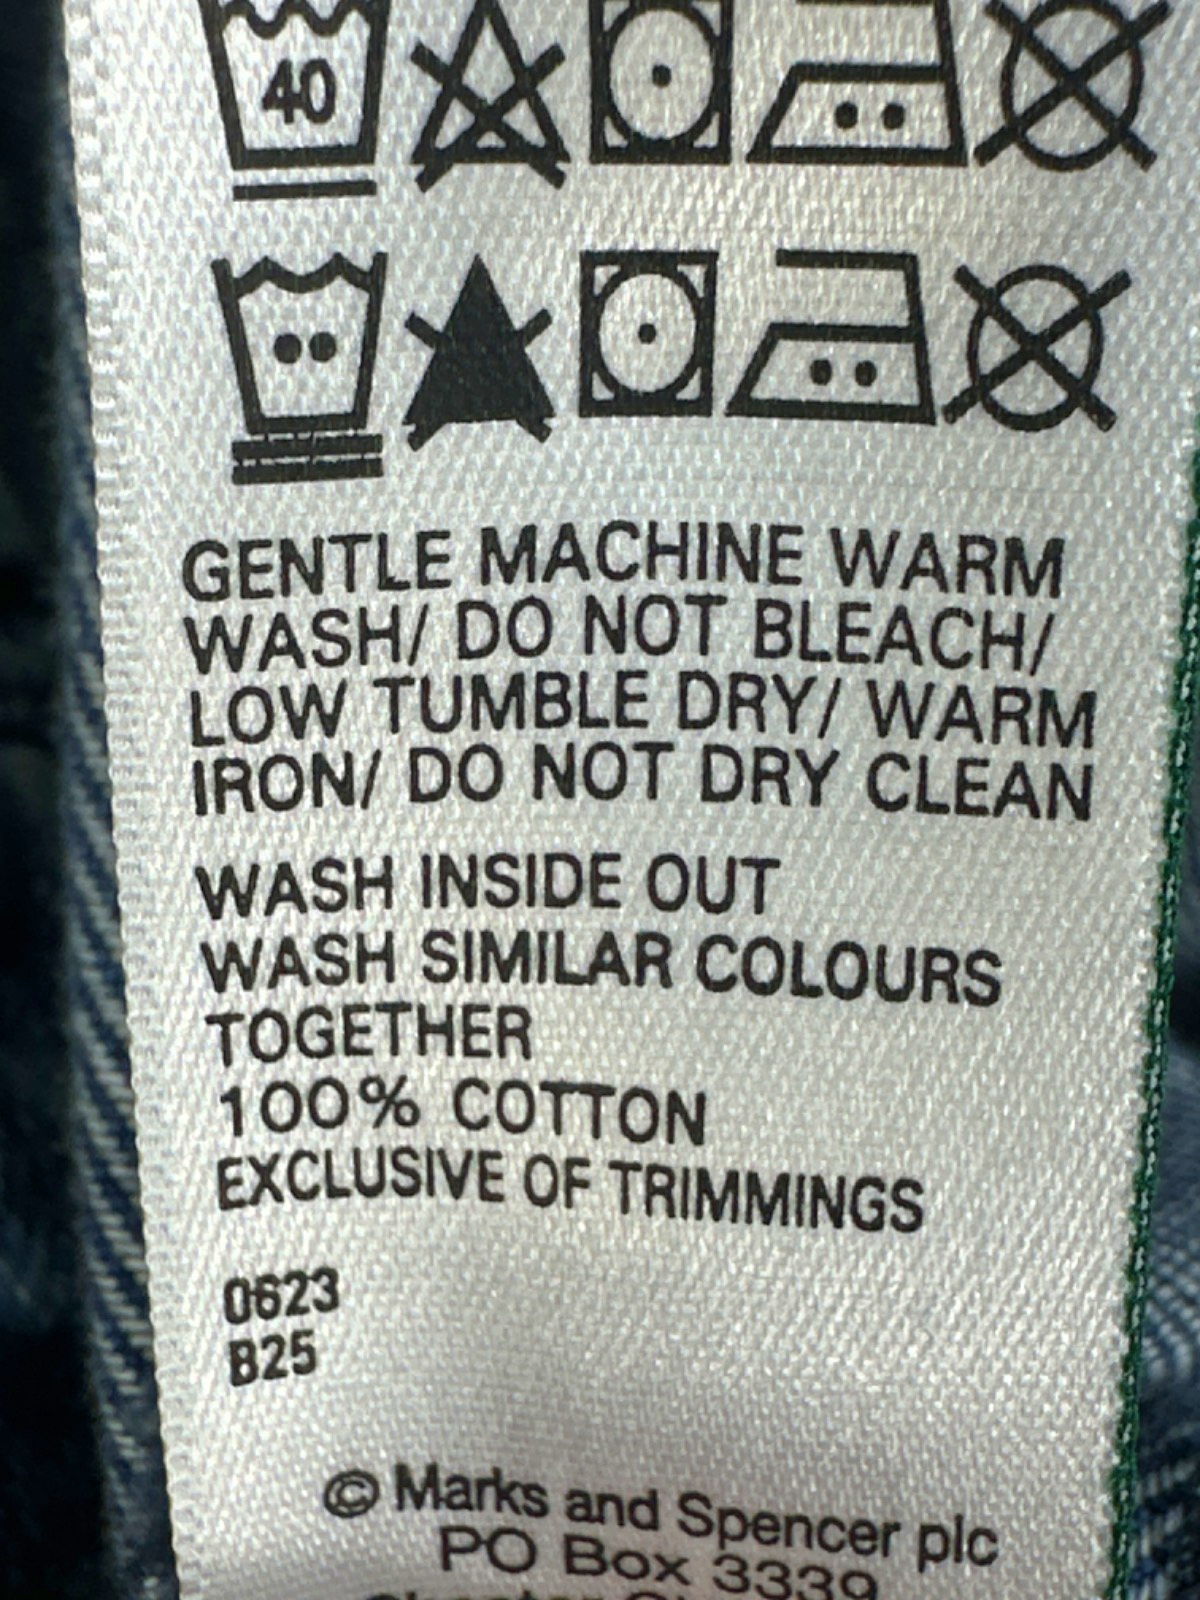 40
GENTLE MACHINE WARM
WASH/ DO NOT BLEACH/
LOW TUMBLE DRY/ WARM
IRON/ DO NOT DRY CLEAN
WASH INSIDE OUT
WASH SIMILAR COLOURS
TOGETHER
100% COTTON
EXCLUSIVE OF TRIMMINGS
0623
B25
© Marks and Spencer plc
PO Box 3339